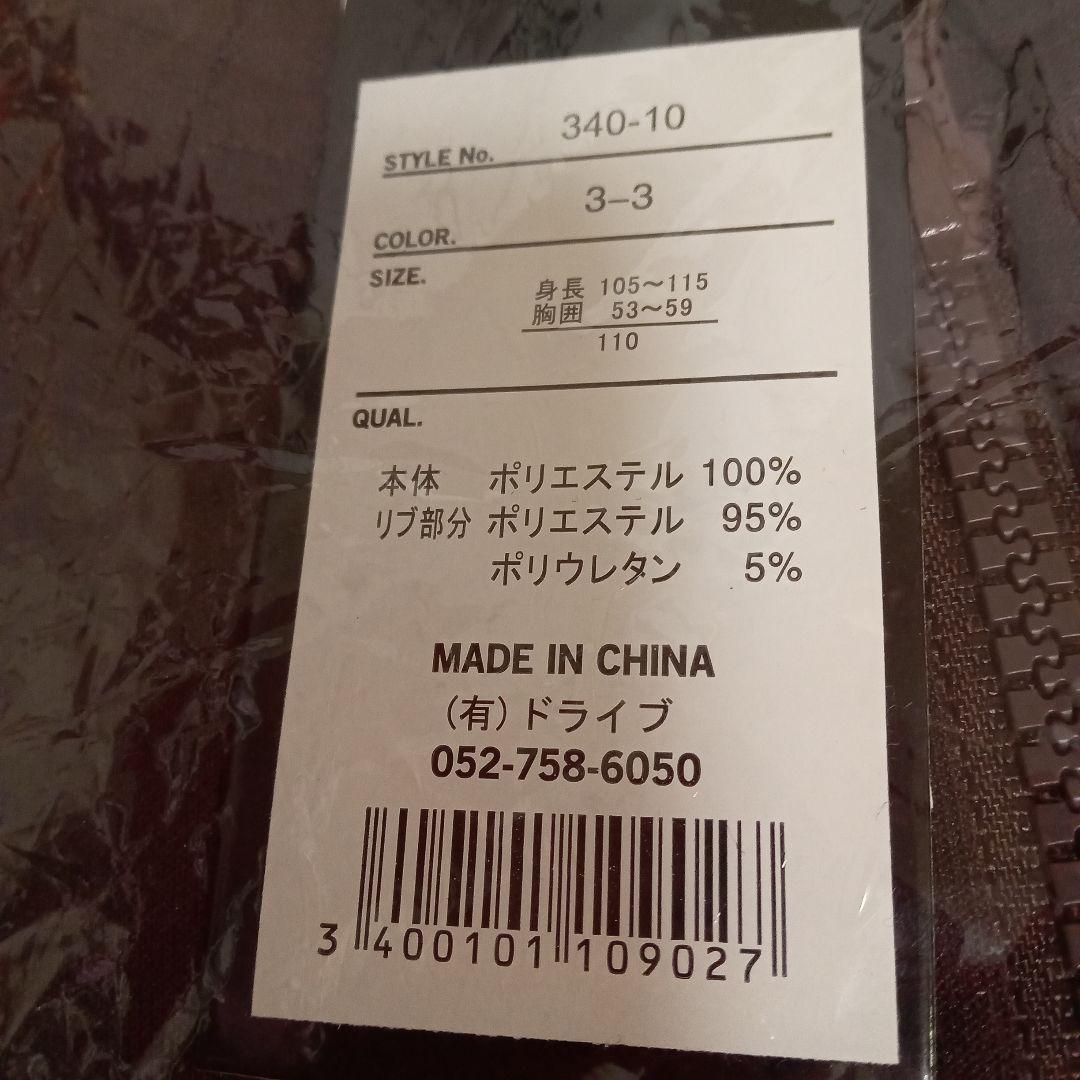 STYLE No. 340-10
COLOR. 3-3
SIZE.
身長 105〜115
胸囲 53〜59
110
QUAL.
本体 ポリエステル 100%
リブ部分 ポリエステル 95%
ポリウレタン 5%
MADE IN CHINA
(有)ドライブ
052-758-6050
3 400101 109027